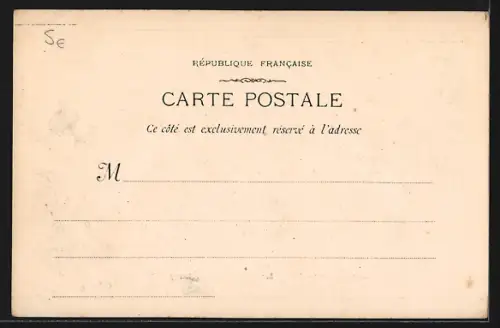 5€
RÉPUBLIQUE FRANÇAISE
CARTE POSTALE
Ce côté est exclusivement réservé à l'adresse
M